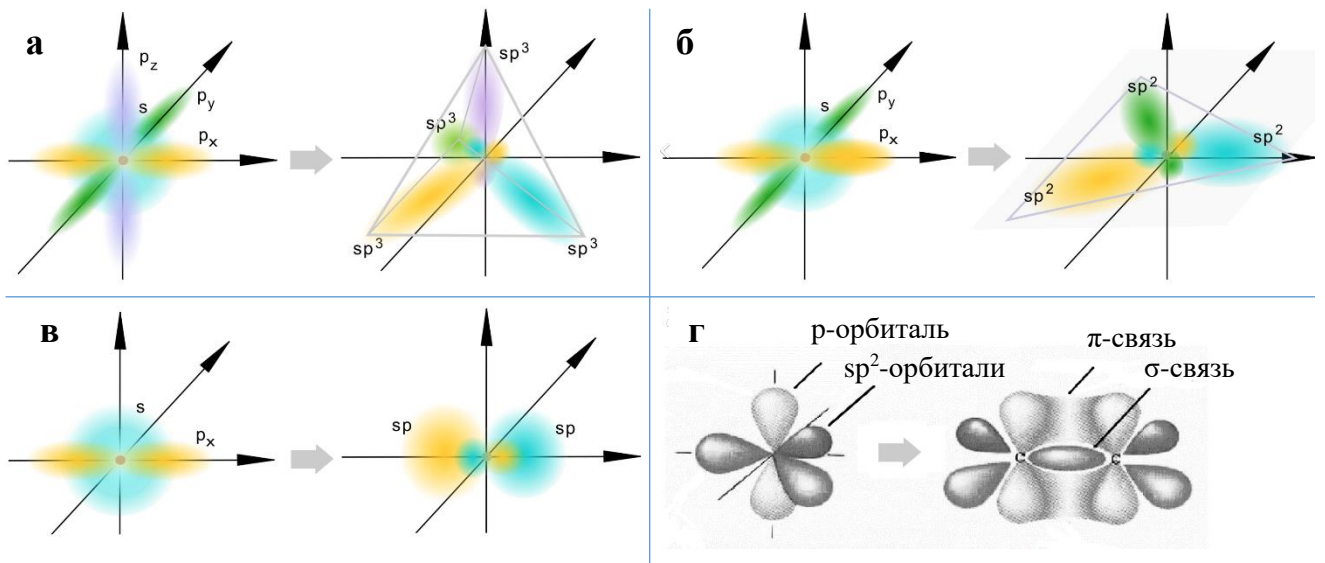 а
p_z
s
p_y
p_x
sp³
sp³
sp³
sp³
б
s
p_y
p_x
sp²
sp²
sp²
в
s
p_x
sp
sp
г
p-орбиталь
sp²-орбитали
π-связь
σ-связь
C
C